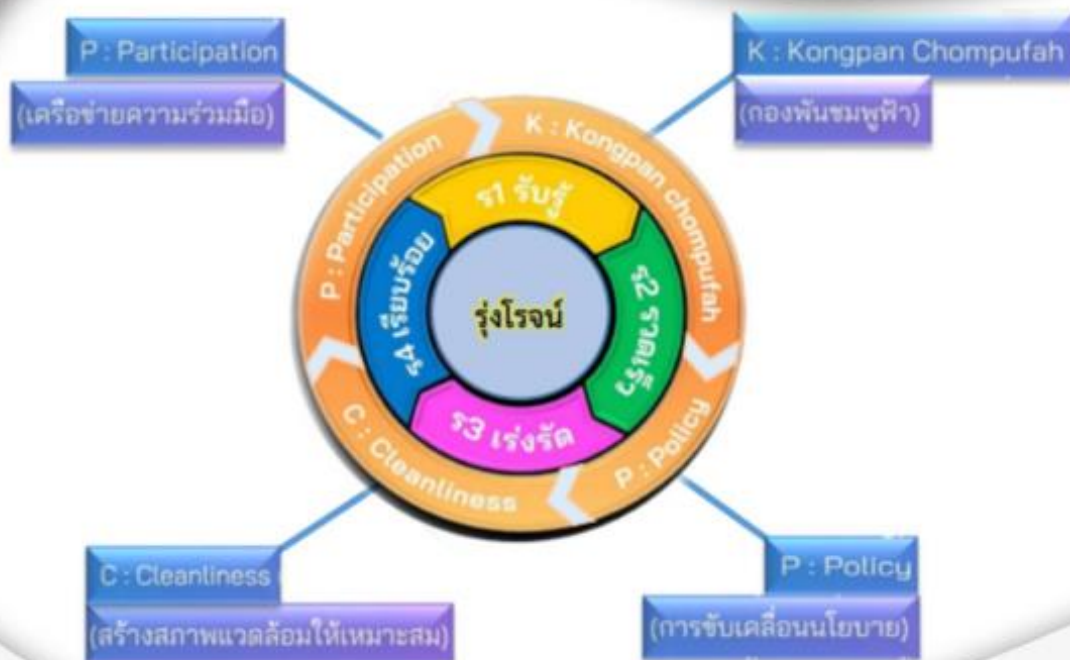 P : Participation
(เครือข่ายความร่วมมือ)
K : Kongpan Chompufah
(กองพันชมพูฟ้า)
P : Participation
K : Kongpan chompufah
ร1 รับรู้
ร4 เรียบร้อย
รุ่งโรจน์
ร2 รวดเร็ว
ร3 เร่งรัด
C : Cleanliness
P : Policy
C : Cleanliness
(สร้างสภาพแวดล้อมให้เหมาะสม)
P : Policy
(การขับเคลื่อนนโยบาย)